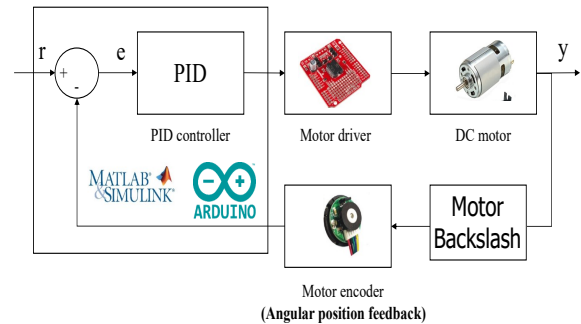 r
e
y
+
-
PID
PID controller
Motor driver
DC motor
MATLAB®
&SIMULINK®
ARDUINO
Motor
Backslash
Motor encoder
(Angular position feedback)